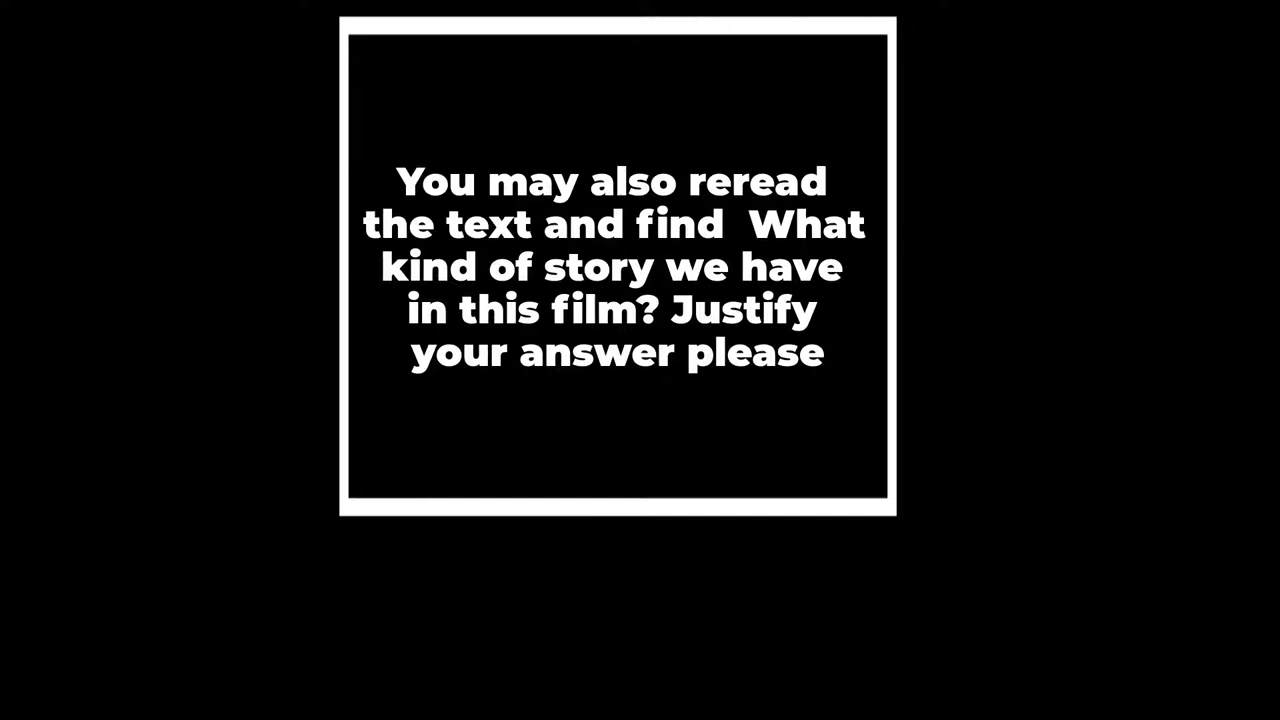 You may also reread
the text and find  What
kind of story we have
in this film? Justify
your answer please